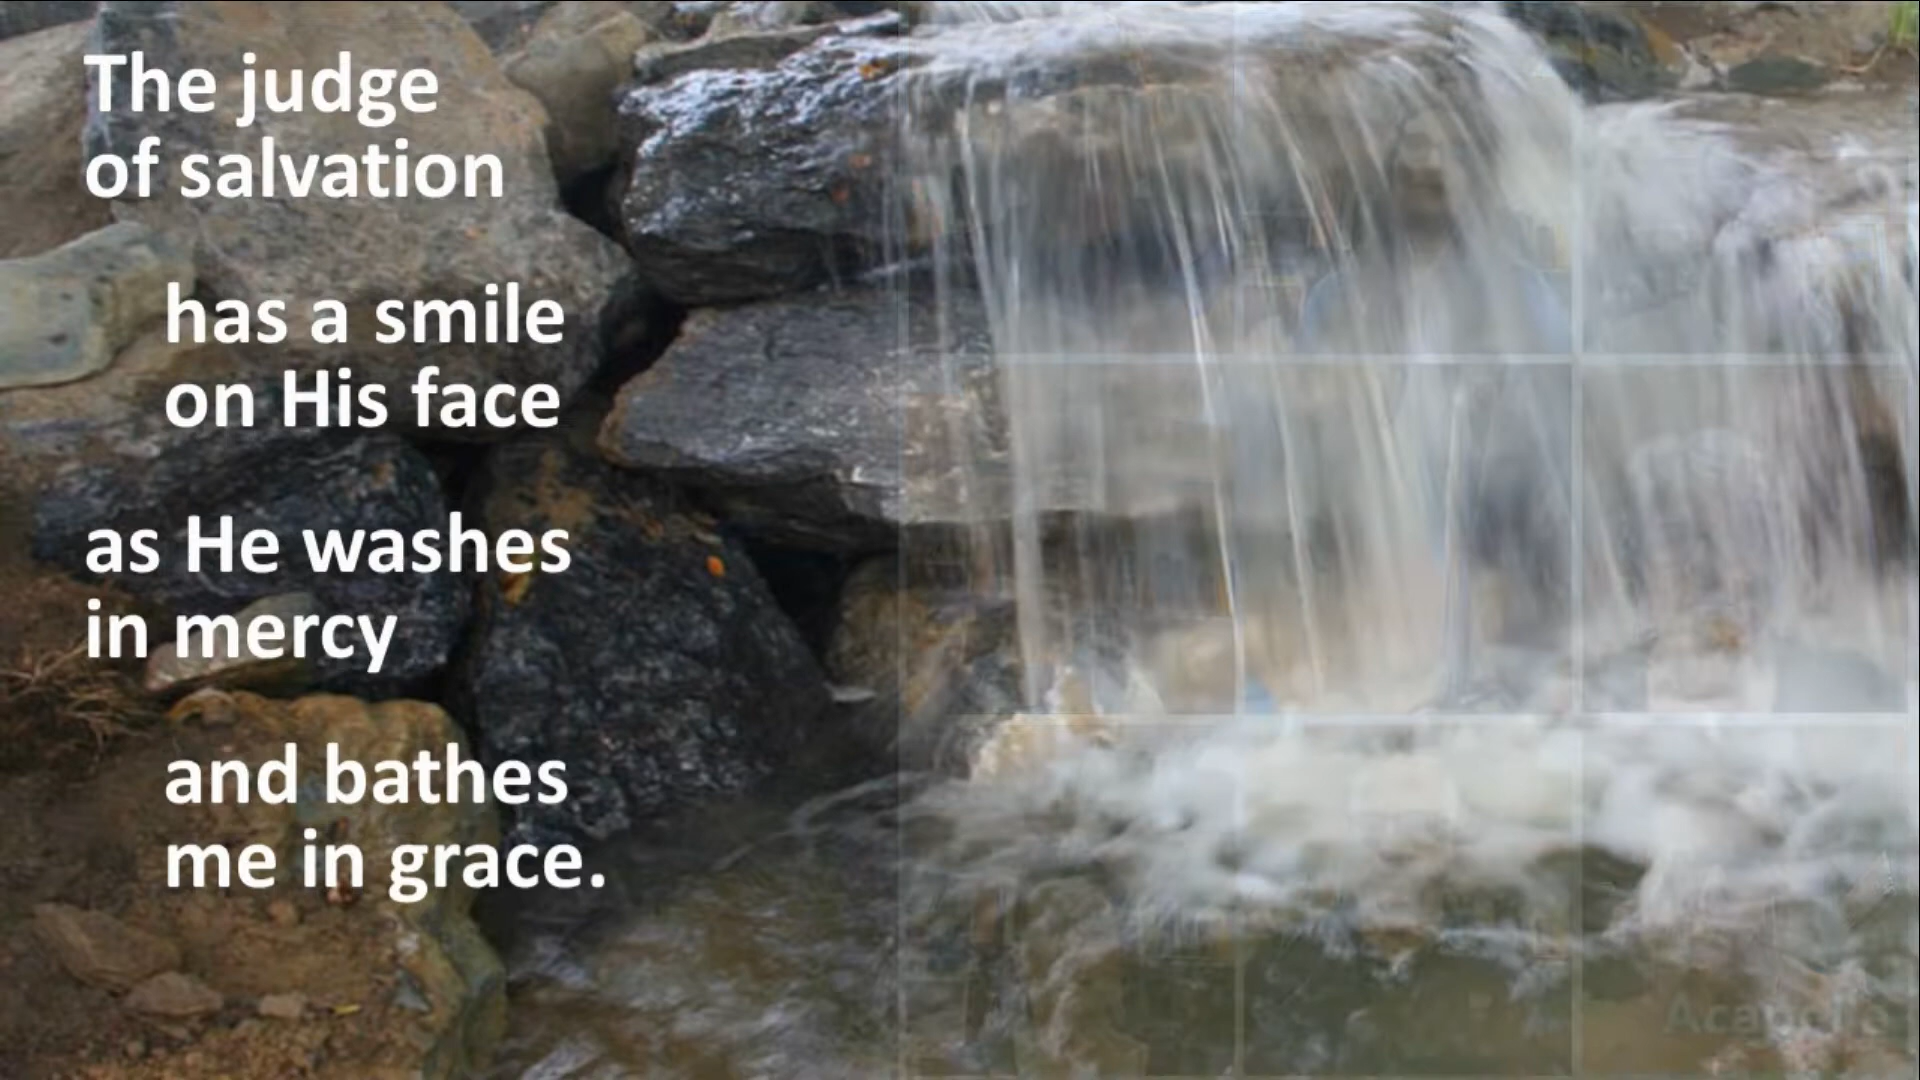 The judge
of salvation
has a smile
on His face
as He washes
in mercy
and bathes
me in grace.